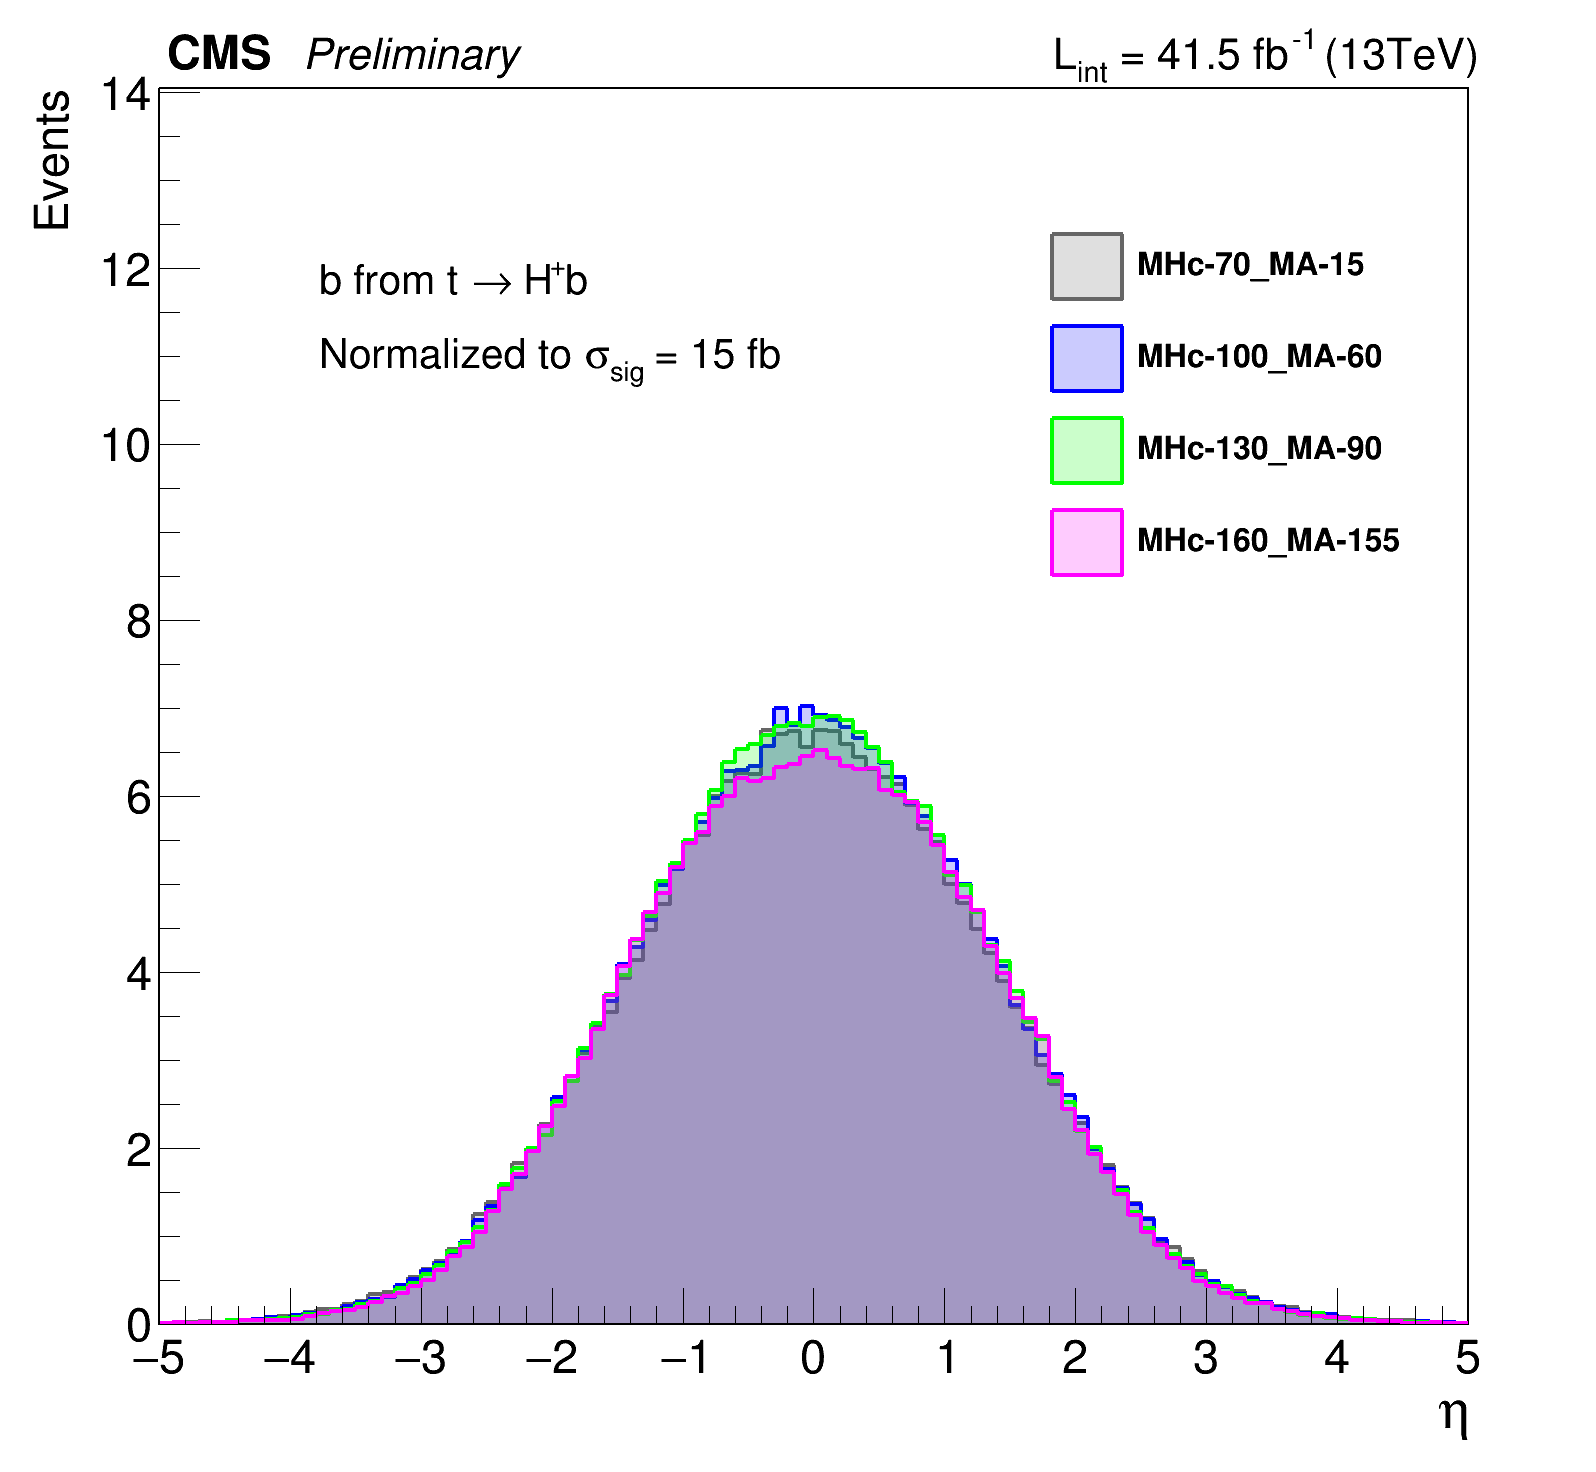 CMS Preliminary L_int = 41.5 fb^-1 (13TeV)
Events
14
12
10
8
6
4
2
0
b from t → H⁺b
Normalized to σ_sig = 15 fb
MHc-70_MA-15
MHc-100_MA-60
MHc-130_MA-90
MHc-160_MA-155
−5 −4 −3 −2 −1 0 1 2 3 4 5
η